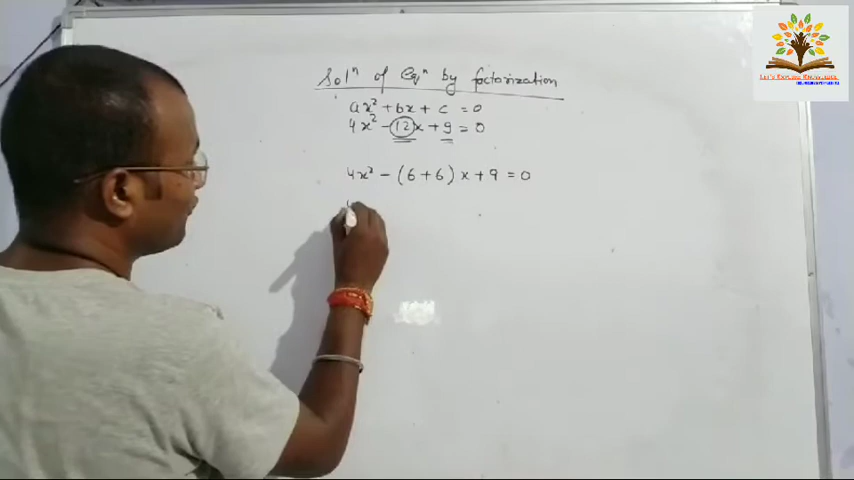 Solⁿ of Eqⁿ by factorization
ax² + bx + c = 0
4x² - 12x + 9 = 0
4x² - (6 + 6) x + 9 = 0